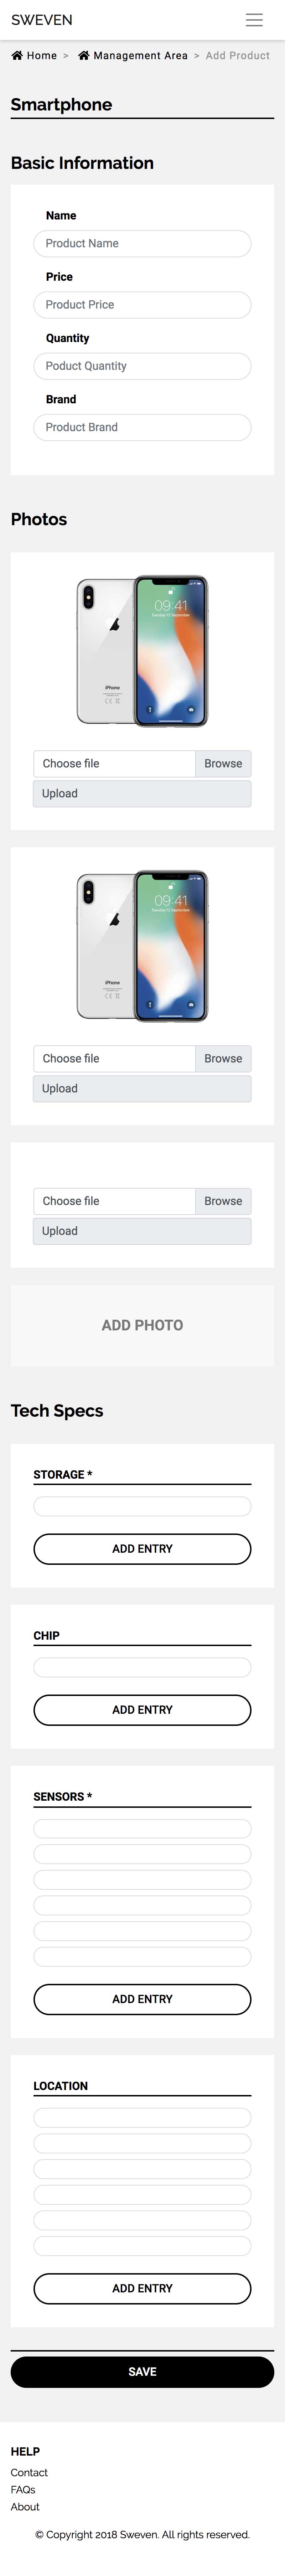 SWEVEN
Home > Management Area > Add Product
Smartphone
Basic Information
Name
Product Name
Price
Product Price
Quantity
Poduct Quantity
Brand
Product Brand
Photos
09:41
iPhone
Choose file Browse
Upload
09:41
iPhone
Choose file Browse
Upload
Choose file Browse
Upload
ADD PHOTO
Tech Specs
STORAGE *
ADD ENTRY
CHIP
ADD ENTRY
SENSORS *
ADD ENTRY
LOCATION
ADD ENTRY
SAVE
HELP
Contact
FAQs
About
© Copyright 2018 Sweven. All rights reserved.